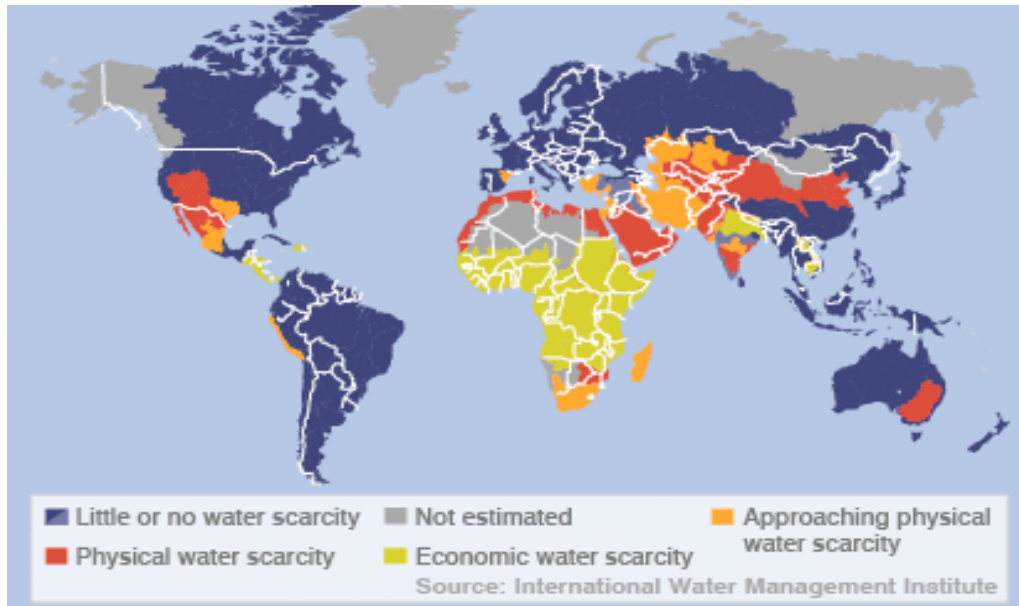 Little or no water scarcity
Not estimated
Approaching physical
water scarcity
Physical water scarcity
Economic water scarcity
Source: International Water Management Institute